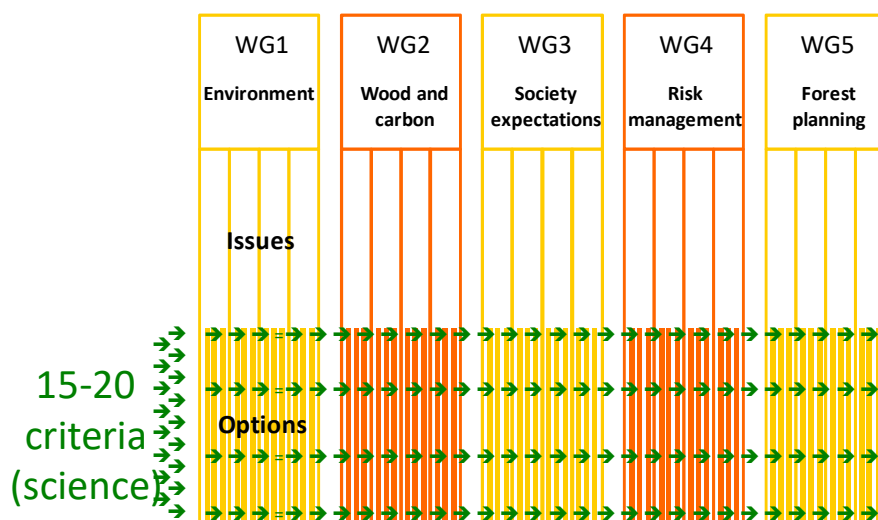 WG1
Environment
WG2
Wood and
carbon
WG3
Society
expectations
WG4
Risk
management
WG5
Forest
planning
Issues
15-20
criteria
(science)
Options